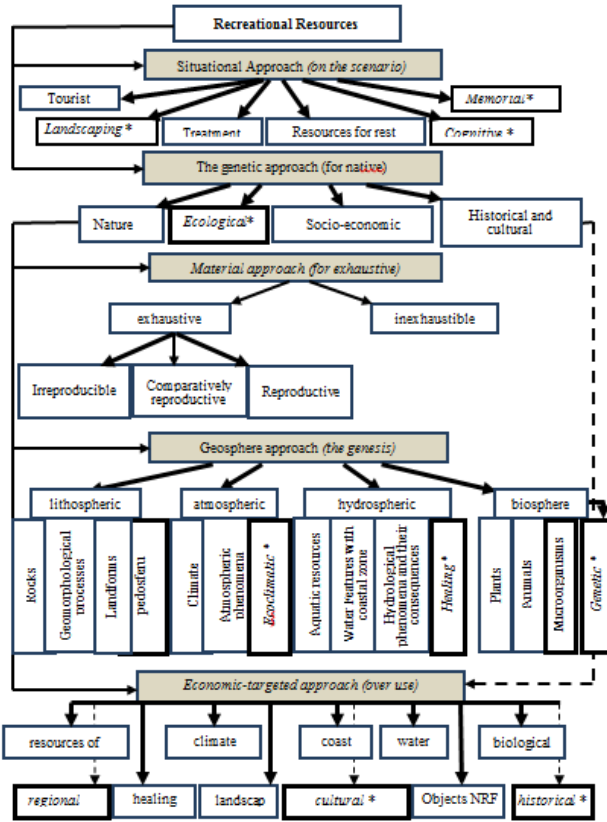 Recreational Resources
Situational Approach (on the scenario)
Tourist
Memorial *
Landscaping *
Treatment
Resources for rest
Cognitive *
The genetic approach (for native)
Nature
Ecological*
Socio-economic
Historical and
cultural
Material approach (for exhaustive)
exhaustive
inexhaustible
Irreproducible
Comparatively
reproductive
Reproductive
Geosphere approach (the genesis)
lithospheric
atmospheric
hydrospheric
biosphere
Rocks
Geomorphological
processes
Landforms
pedosferu
Climate
Atmospheric
phenomena
Ecoclimatic *
Aquatic resources
Water Features with
coastal zone
Hydrological
phenomena and their
consequences
Healing *
Plants
Animals
Microorganisms
Genetic *
Economic-targeted approach (over use)
resources of
climate
coast
water
biological
regional
healing
landscap
cultural *
Objects NRF
historical *